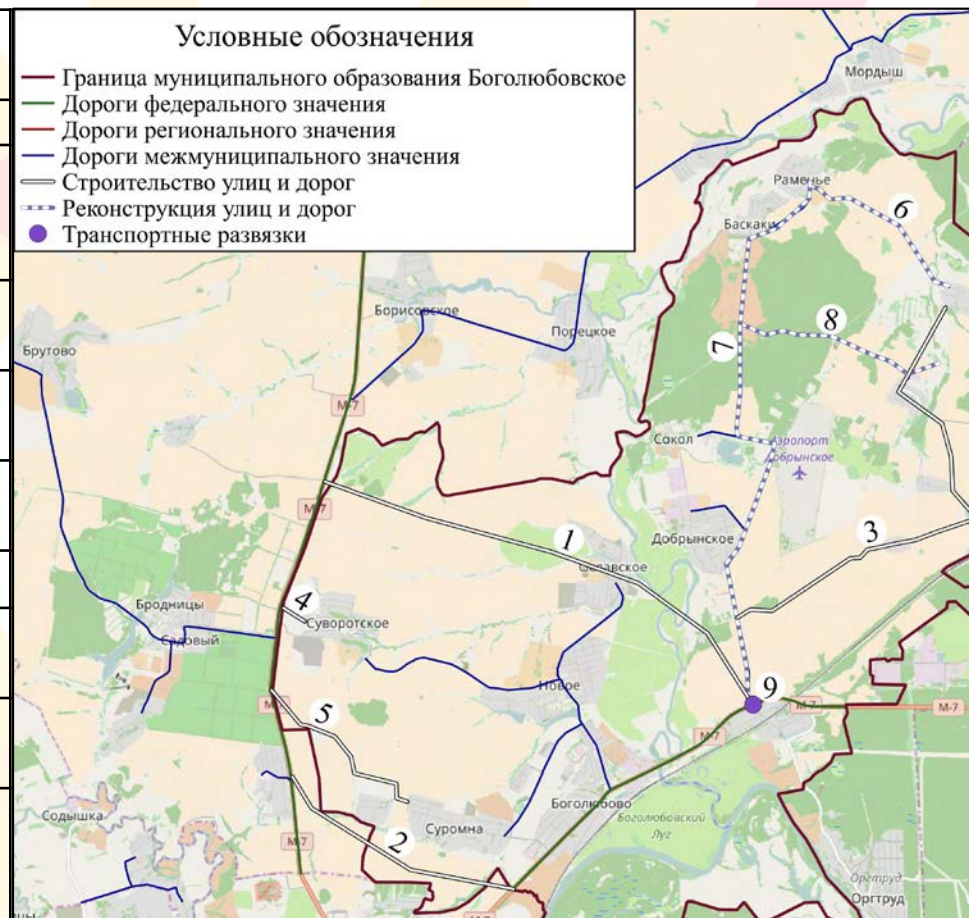 Условные обозначения
Граница муниципального образования Боголюбовское
Дороги федерального значения
Дороги регионального значения
Дороги межмуниципального значения
Строительство улиц и дорог
Реконструкция улиц и дорог
Транспортные развязки
Мордыш
Раменье
6
Баскаки
Борисовское
Порецкое
8
Брутово
7
М-7
Сокол
Аэропорт
Добрынское
М-7
1
3
Добрынское
Бродницы
4
Суворотское
Садовый
Новое
9
5
М-7
М-7
М-7
Содышка
Боголюбово
Боголюбовский
Луг
Суромна
2
М-7
Оргтруд
Оргтруд
М-7